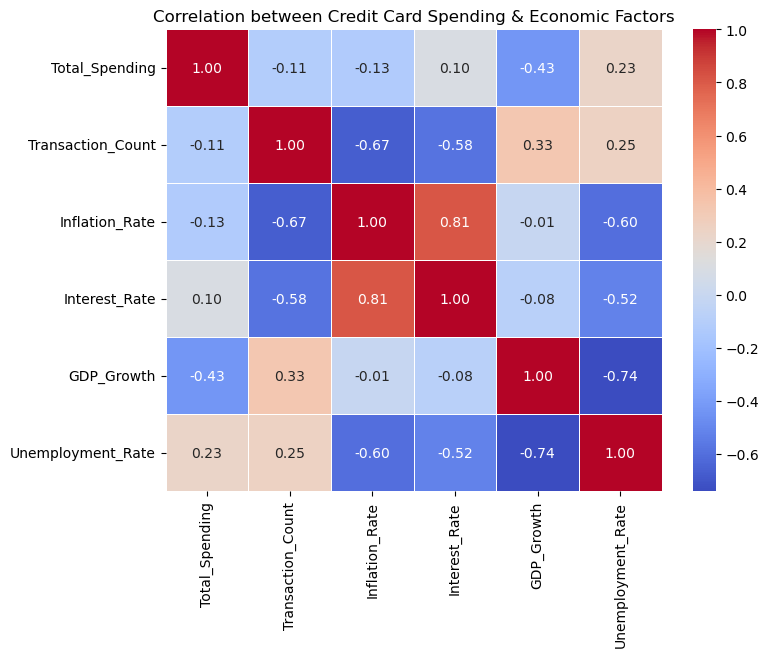 Correlation between Credit Card Spending & Economic Factors
Total_Spending 1.00 -0.11 -0.13 0.10 -0.43 0.23
Transaction_Count -0.11 1.00 -0.67 -0.58 0.33 0.25
Inflation_Rate -0.13 -0.67 1.00 0.81 -0.01 -0.60
Interest_Rate 0.10 -0.58 0.81 1.00 -0.08 -0.52
GDP_Growth -0.43 0.33 -0.01 -0.08 1.00 -0.74
Unemployment_Rate 0.23 0.25 -0.60 -0.52 -0.74 1.00
Total_Spending
Transaction_Count
Inflation_Rate
Interest_Rate
GDP_Growth
Unemployment_Rate
1.0
0.8
0.6
0.4
0.2
0.0
−0.2
−0.4
−0.6